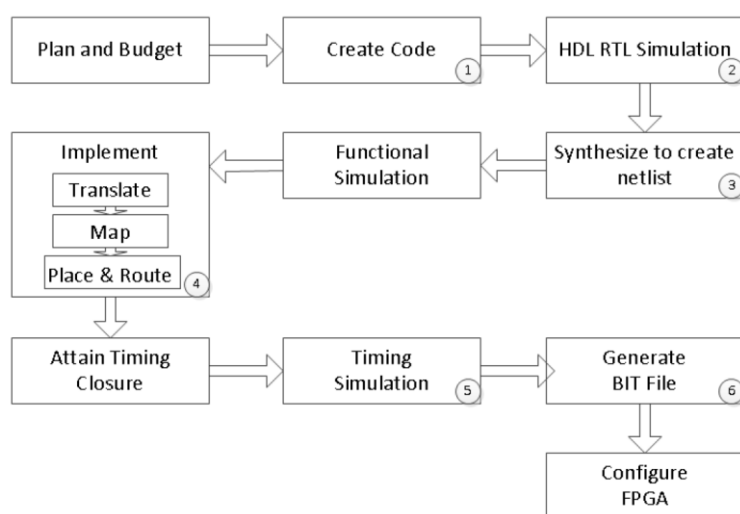 Plan and Budget
Create Code
1
HDL RTL Simulation
2
Synthesize to create
netlist
3
Functional
Simulation
Implement
Translate
Map
Place & Route
4
Attain Timing
Closure
Timing
Simulation
5
Generate
BIT File
6
Configure
FPGA